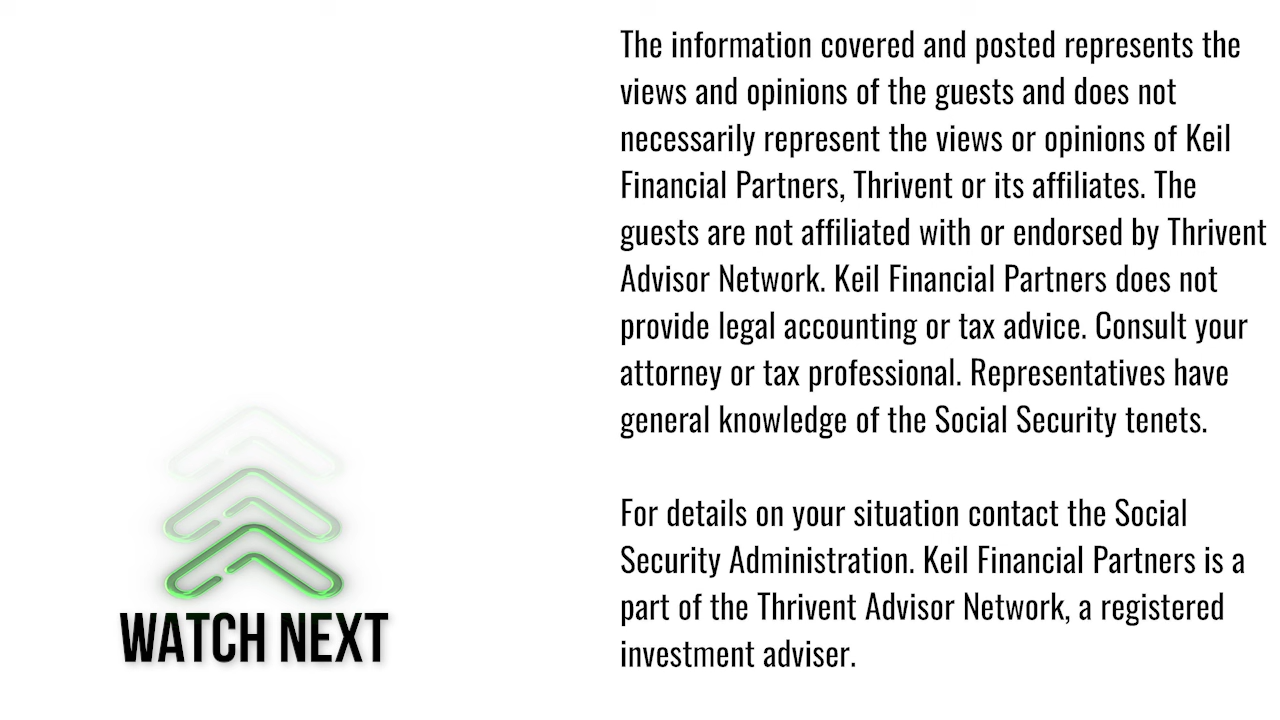 The information covered and posted represents the
views and opinions of the guests and does not
necessarily represent the views or opinions of Keil
Financial Partners, Thrivent or its affiliates. The
guests are not affiliated with or endorsed by Thrivent
Advisor Network. Keil Financial Partners does not
provide legal accounting or tax advice. Consult your
attorney or tax professional. Representatives have
general knowledge of the Social Security tenets.
For details on your situation contact the Social
Security Administration. Keil Financial Partners is a
part of the Thrivent Advisor Network, a registered
investment adviser.
WATCH NEXT